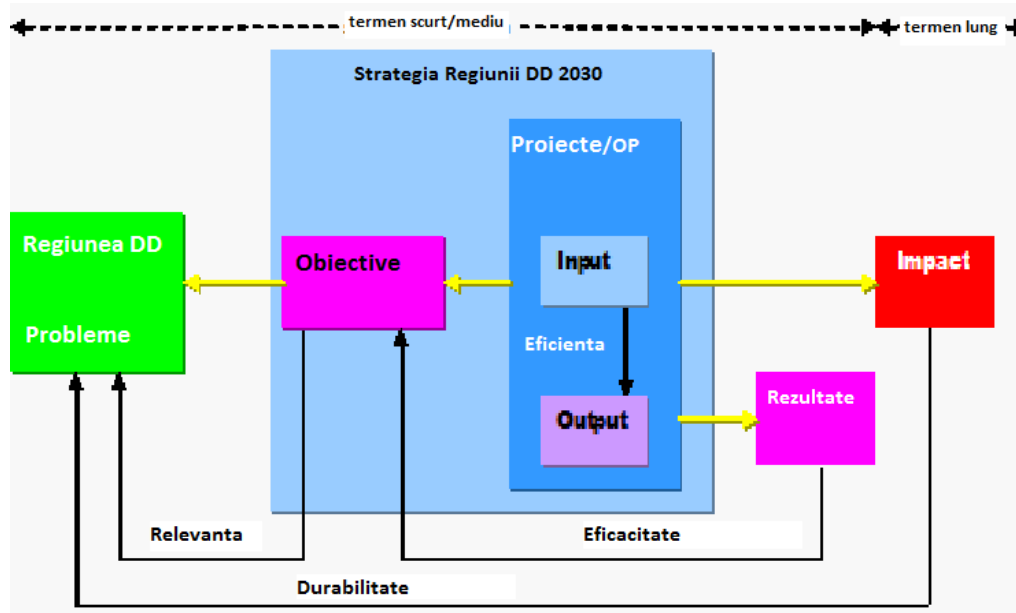 termen scurt/mediu
termen lung
Strategia Regiunii DD 2030
Proiecte/OP
Regiunea DD
Probleme
Obiective
Input
Impact
Eficienta
Output
Rezultate
Relevanta
Eficacitate
Durabilitate